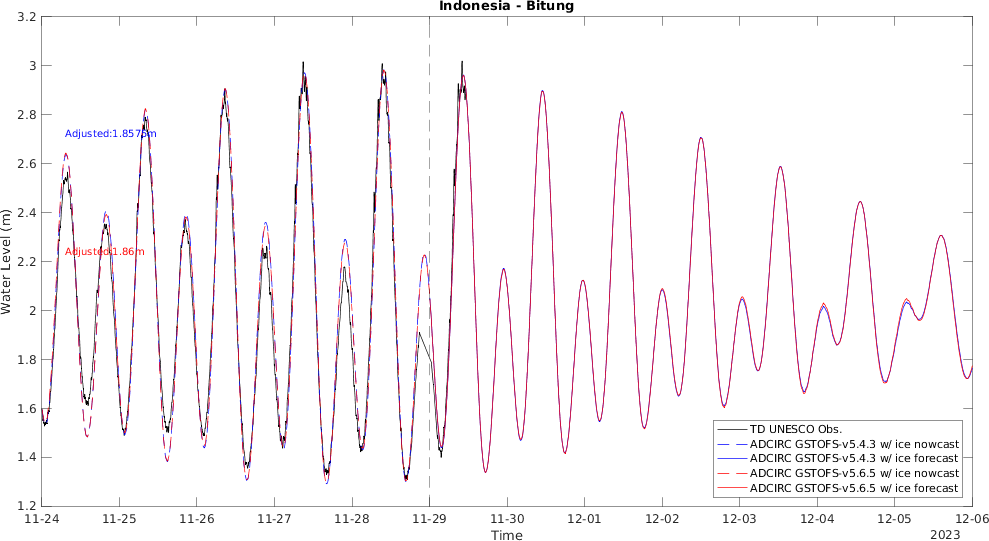 Indonesia - Bitung
3.2
3
2.8
2.6
2.4
2.2
2
1.8
1.6
1.4
1.2
Water Level (m)
Adjusted:1.8575m
Adjusted:1.86m
TD UNESCO Obs.
ADCIRC GSTOFS-v5.4.3 w/ ice nowcast
ADCIRC GSTOFS-v5.4.3 w/ ice forecast
ADCIRC GSTOFS-v5.6.5 w/ ice nowcast
ADCIRC GSTOFS-v5.6.5 w/ ice forecast
11-24 11-25 11-26 11-27 11-28 11-29 11-30 12-01 12-02 12-03 12-04 12-05 12-06
Time
2023